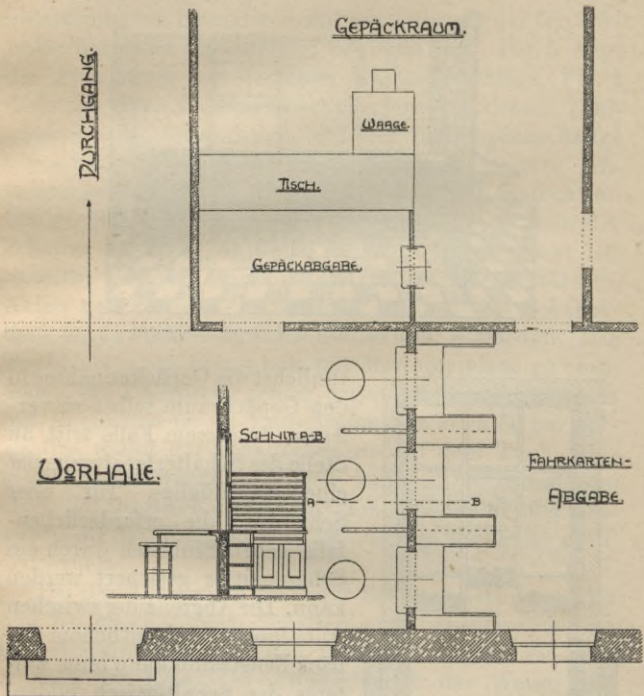 GEPÄCKRAUM.
DURCHGANG.
WAAGE.
TISCH.
GEPÄCKABGABE.
SCHNITT A-B.
VORHALLE.
A
B
FAHRKARTEN-
ABGABE.